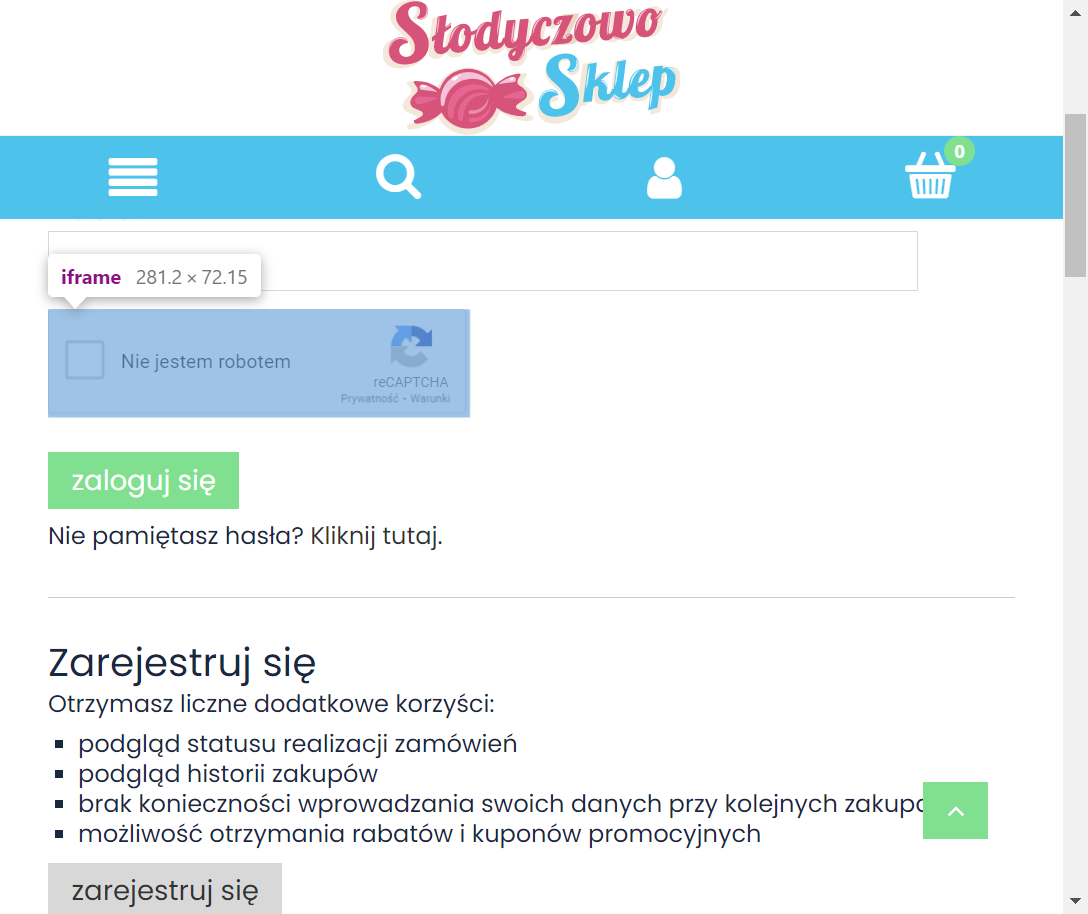 Słodyczowo
Sklep
0
iframe 281.2 × 72.15
Nie jestem robotem
reCAPTCHA
Prywatność - Warunki
zaloguj się
Nie pamiętasz hasła? Kliknij tutaj.
Zarejestruj się
Otrzymasz liczne dodatkowe korzyści:
podgląd statusu realizacji zamówień
podgląd historii zakupów
brak konieczności wprowadzania swoich danych przy kolejnych
możliwość otrzymania rabatów i kuponów promocyjnych
zarejestruj się